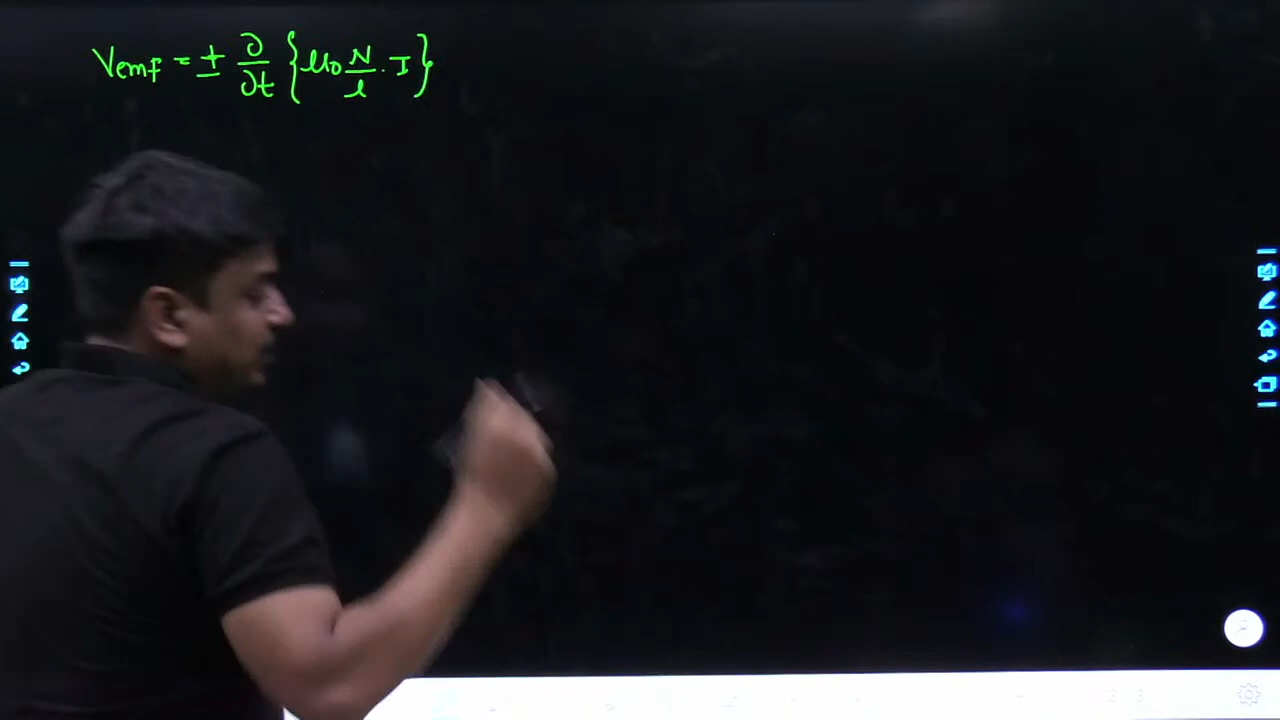 Vemf = ± ∂/∂t {μ₀ N/l . I}